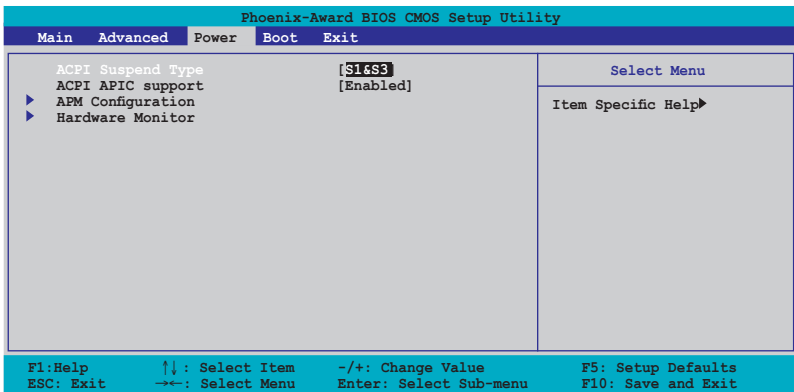 Phoenix-Award BIOS CMOS Setup Utility
Main Advanced Power Boot Exit
ACPI Suspend Type [S1&S3]
Select Menu
ACPI APIC support [Enabled]
APM Configuration
Item Specific Help
Hardware Monitor
F1:Help ↑↓: Select Item -/+: Change Value F5: Setup Defaults
ESC: Exit →←: Select Menu Enter: Select Sub-menu F10: Save and Exit